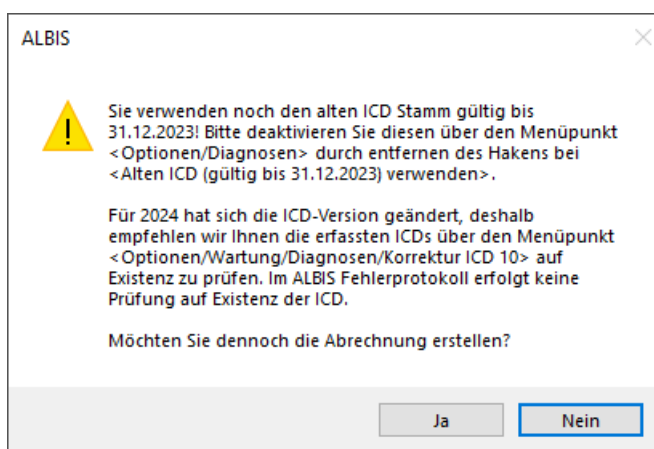 ALBIS
Sie verwenden noch den alten ICD Stamm gültig bis
31.12.2023! Bitte deaktivieren Sie diesen über den Menüpunkt
<Optionen/Diagnosen> durch entfernen des Hakens bei
<Alten ICD (gültig bis 31.12.2023) verwenden>.
Für 2024 hat sich die ICD-Version geändert, deshalb
empfehlen wir Ihnen die erfassten ICDs über den Menüpunkt
<Optionen/Wartung/Diagnosen/Korrektur ICD 10> auf
Existenz zu prüfen. Im ALBIS Fehlerprotokoll erfolgt keine
Prüfung auf Existenz der ICD.
Möchten Sie dennoch die Abrechnung erstellen?
Ja
Nein